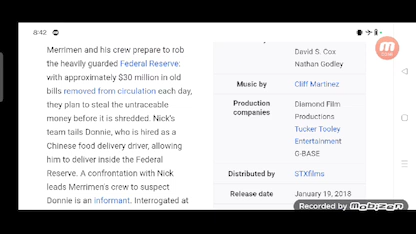 8:42
Merrimen and his crew prepare to rob
the heavily guarded Federal Reserve:
with approximately $30 million in old
bills removed from circulation each day,
they plan to steal the untraceable
money before it is shredded. Nick's
team tails Donnie, who is hired as a
Chinese food delivery driver, allowing
him to deliver inside the Federal
Reserve. A confrontation with Nick
leads Merrimen's crew to suspect
Donnie is an informant. Interrogated at
David S. Cox
Nathan Godley
Music by Cliff Martinez
Production companies
Diamond Film
Productions
Tucker Tooley
Entertainment
G-BASE
Distributed by STXfilms
Release date January 19, 2018
Recorded by Mobizen